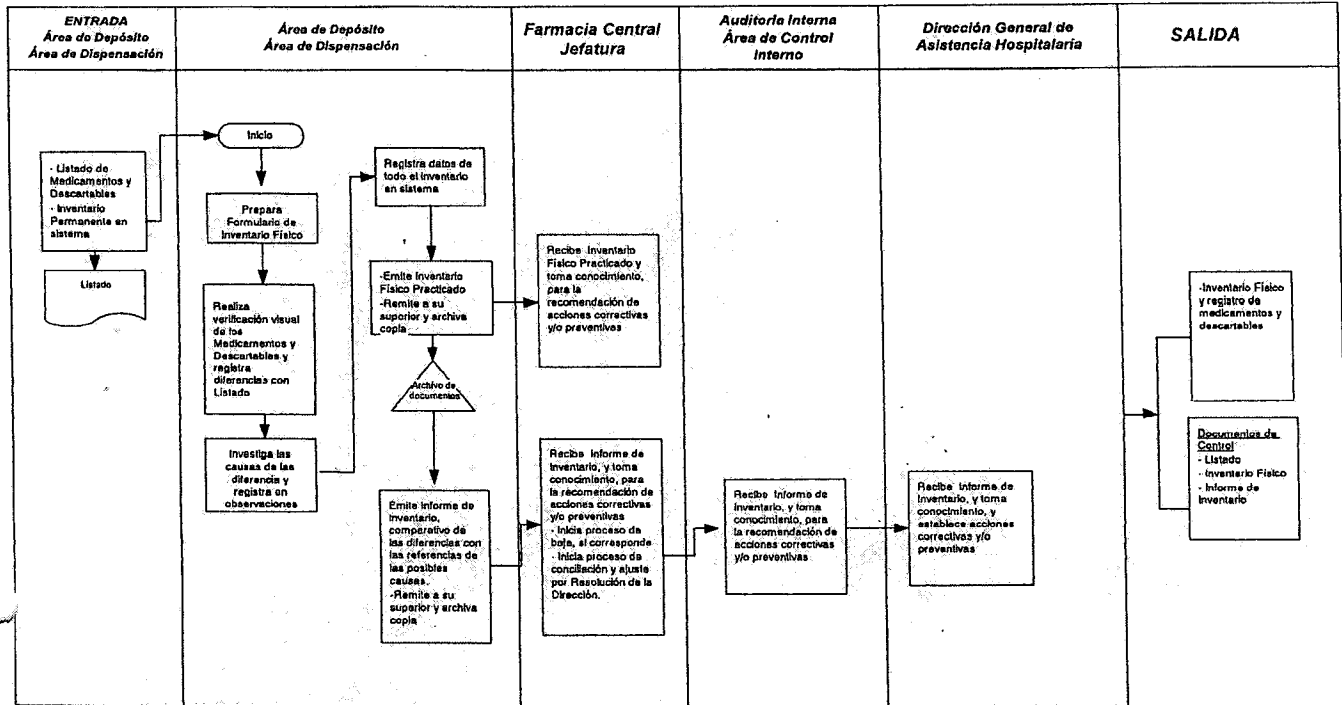 ENTRADA
Área de Depósito
Área de Dispensación
Área de Depósito
Área de Dispensación
Farmacia Central
Jefatura
Auditoría Interna
Área de Control
Interno
Dirección General de
Asistencia Hospitalaria
SALIDA
- Listado de
Medicamentos y
Descartables
- Inventario
Permanente en
sistema
Listado
Inicio
Prepara
Formulario de
Inventario Físico
Realiza
verificación visual
de los
Medicamentos y
Descartables y
registra
diferencias con
Listado
Investiga las
causas de las
diferencia y
registra en
observaciones
Registra datos de
todo el inventario
en sistema
-Emite Inventario
Físico Practicado
-Remite a su
superior y archiva
copia
Archivo de
documentos
Emite Informe de
Inventario,
comparativo de
las diferencias con
las referencias de
las posibles
causas.
-Remite a su
superior y archiva
copia
Recibe Inventario
Físico Practicado y
toma conocimiento,
para la
recomendación de
acciones correctivas
y/o preventivas
Recibe Informe de
Inventario, y toma
conocimiento, para
la recomendación de
acciones correctivas
y/o preventivas
- Inicia proceso de
baja, si corresponde
- Inicia proceso de
conciliación y ajuste
por Resolución de la
Dirección.
Recibe Informe de
Inventario, y toma
conocimiento, para
la recomendación de
acciones correctivas
y/o preventivas
Recibe Informe de
Inventario, y toma
conocimiento, y
establece acciones
correctivas y/o
preventivas
-Inventario Físico
y registro de
medicamentos y
descartables
Documentos de
Control
- Listado
- Inventario Físico
- Informe de
Inventario